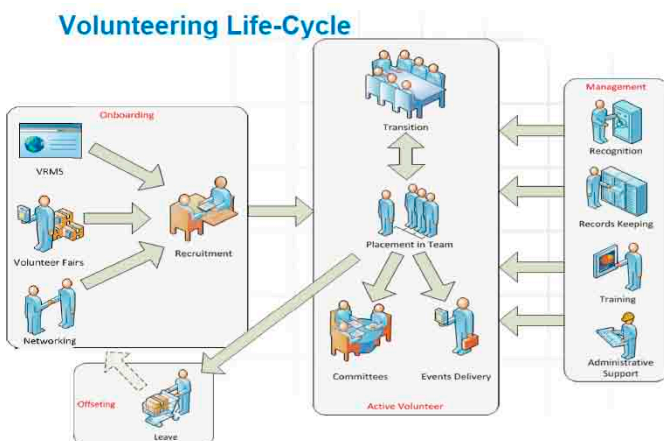 Volunteering Life-Cycle
Onboarding
VRMS
Volunteer Fairs
Networking
Recruitment
Offseting
Leave
Transition
Placement in Team
Committees
Events Delivery
Active Volunteer
Management
Recognition
Records Keeping
Training
Administrative
Support